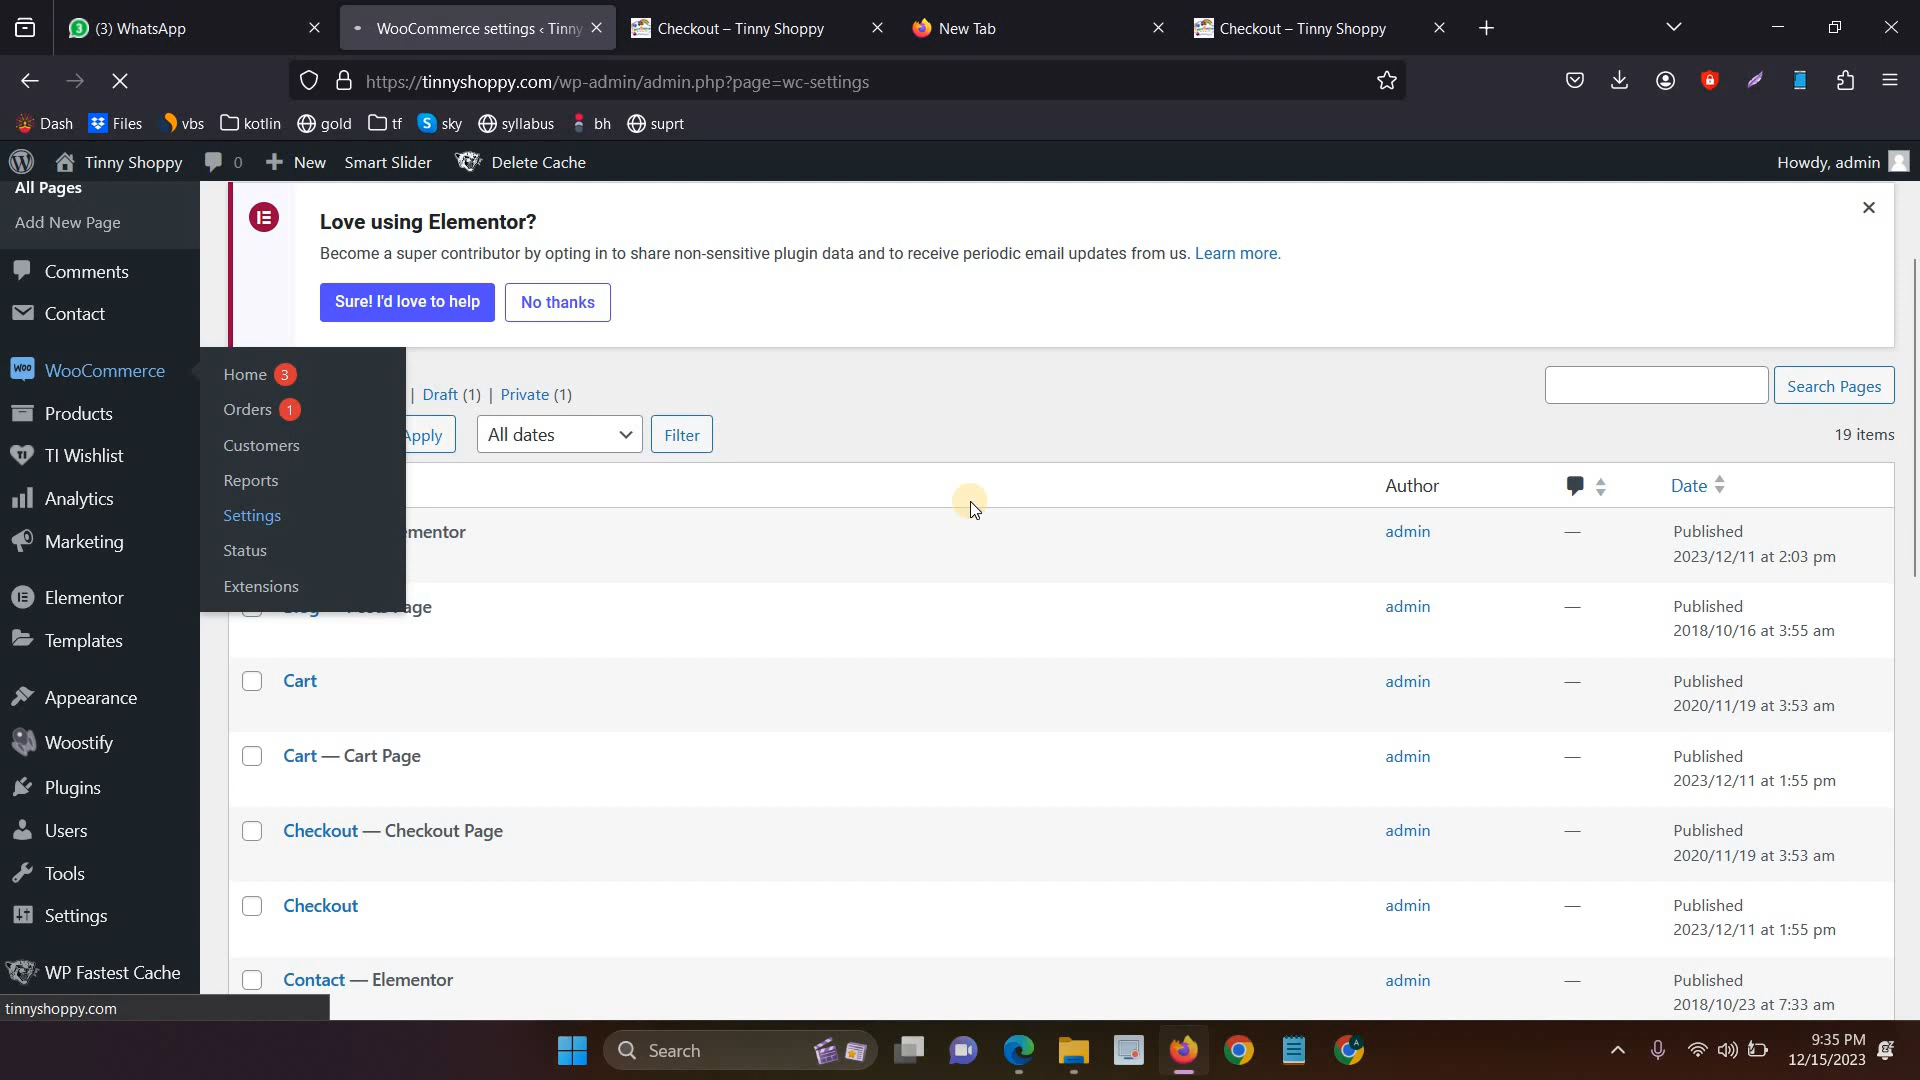 (3) WhatsApp
WooCommerce settings ‹ Tinny
Checkout – Tinny Shoppy
New Tab
Checkout – Tinny Shoppy
https://tinnyshoppy.com/wp-admin/admin.php?page=wc-settings
Dash
Files
vbs
kotlin
gold
tf
sky
syllabus
bh
suprt
Tinny Shoppy
0
New
Smart Slider
Delete Cache
Howdy, admin
All Pages
Add New Page
Comments
Contact
WooCommerce
Products
TI Wishlist
Analytics
Marketing
Elementor
Templates
Appearance
Woostify
Plugins
Users
Tools
Settings
WP Fastest Cache
tinnyshoppy.com
Home 3
Orders 1
Customers
Reports
Settings
Status
Extensions
Love using Elementor?
Become a super contributor by opting in to share non-sensitive plugin data and to receive periodic email updates from us. Learn more.
Sure! I'd love to help
No thanks
| Draft (1) | Private (1)
Search Pages
Apply
All dates
Filter
19 items
Author
Date
ementor
admin
—
Published
2023/12/11 at 2:03 pm
age
admin
—
Published
2018/10/16 at 3:55 am
Cart
admin
—
Published
2020/11/19 at 3:53 am
Cart — Cart Page
admin
—
Published
2023/12/11 at 1:55 pm
Checkout — Checkout Page
admin
—
Published
2020/11/19 at 3:53 am
Checkout
admin
—
Published
2023/12/11 at 1:55 pm
Contact — Elementor
admin
—
Published
2018/10/23 at 7:33 am
Search
9:35 PM
12/15/2023